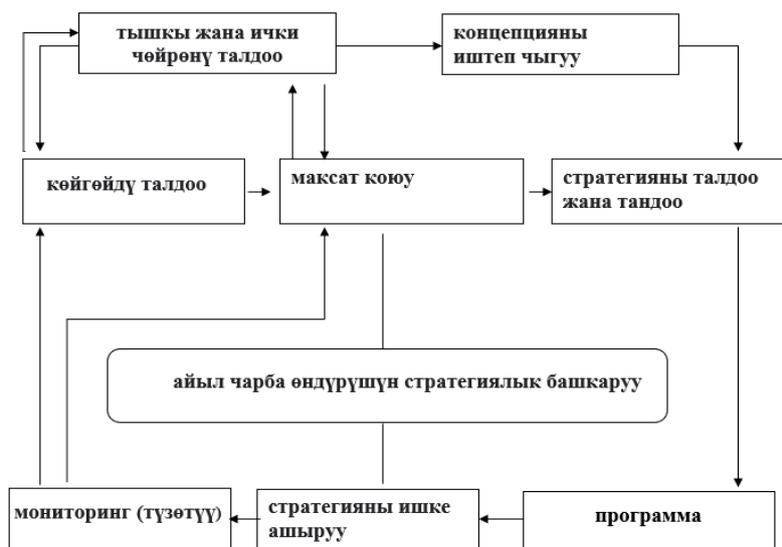 тышкы жана ички
чөйрөнү талдоо
концепцияны
иштеп чыгуу
көйгөйдү талдоо
максат коюу
стратегияны талдоо
жана тандоо
айыл чарба өндүрүшүн стратегиялык башкаруу
мониторинг (түзөтүү)
стратегияны ишке
ашыруу
программа